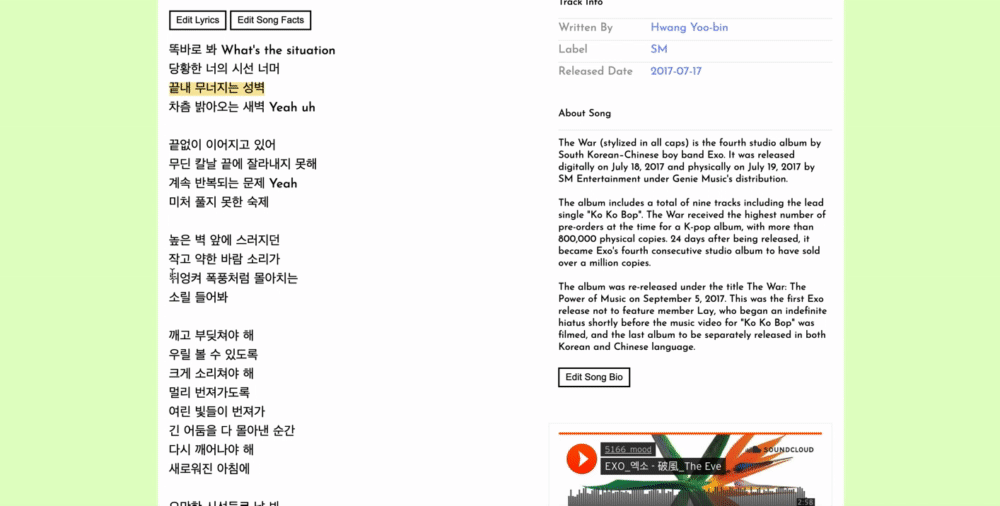 Edit Lyrics Edit Song Facts
똑바로 봐 What's the situation
당황한 너의 시선 너머
끝내 무너지는 성벽
차츰 밝아오는 새벽 Yeah uh
끝없이 이어지고 있어
무딘 칼날 끝에 잘라내지 못해
계속 반복되는 문제 Yeah
미처 풀지 못한 숙제
높은 벽 앞에 스러지던
작고 약한 바람 소리가
뒤엉켜 폭풍처럼 몰아치는
소릴 들어봐
깨고 부딪쳐야 해
우릴 볼 수 있도록
크게 소리쳐야 해
멀리 번져가도록
여린 빛들이 번져가
긴 어둠을 다 몰아낸 순간
다시 깨어나야 해
새로워진 아침에
Track Info
Written By Hwang Yoo-bin
Label SM
Released Date 2017-07-17
About Song
The War (stylized in all caps) is the fourth studio album by
South Korean–Chinese boy band Exo. It was released
digitally on July 18, 2017 and physically on July 19, 2017 by
SM Entertainment under Genie Music's distribution.
The album includes a total of nine tracks including the lead
single "Ko Ko Bop". The War received the highest number of
pre-orders at the time for a K-pop album, with more than
800,000 physical copies. 24 days after being released, it
became Exo's fourth consecutive studio album to have sold
over a million copies.
The album was re-released under the title The War: The
Power of Music on September 5, 2017. This was the first Exo
release not to feature member Lay, who began an indefinite
hiatus shortly before the music video for "Ko Ko Bop" was
filmed, and the last album to be separately released in both
Korean and Chinese language.
Edit Song Bio
5166 mood
SOUNDCLOUD
EXO_엑소 - 破風_The Eve
2:58